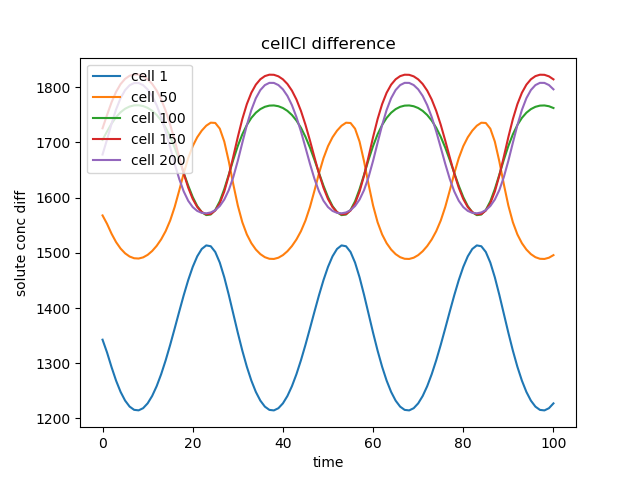 cellCl difference
solute conc diff
1800
1700
1600
1500
1400
1300
1200
cell 1
cell 50
cell 100
cell 150
cell 200
0 20 40 60 80 100
time